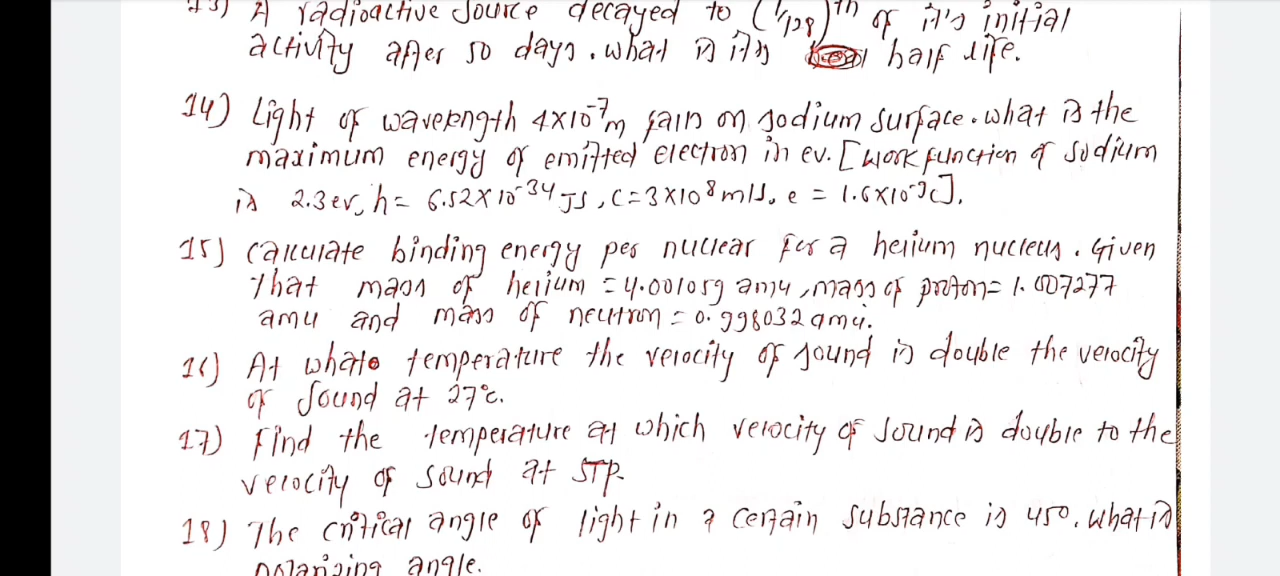 13) A radioactive source decayed to (1/128)th of it's initial
activity after 50 days. what is its half life.
14) Light of wavelength 4×10⁻⁷m falls on sodium surface. what is the
maximum energy of emitted electron in ev. [work function of sodium
is 2.3ev, h = 6.52×10⁻³⁴JS, c=3×10⁸m/s, e = 1.6×10⁻⁹C].
15) calculate binding energy per nuclear for a helium nucleus. Given
that mass of helium = 4.001059 amu, mass of proton= 1.007277
amu and mass of neutron = 0.998032 amu.
16) At what temperature the velocity of sound is double the velocity
of sound at 27°c.
17) Find the temperature at which velocity of sound is double to the
velocity of sound at STP.
18) The critical angle of light in a certain substance is 45°. what is
polarizing angle.